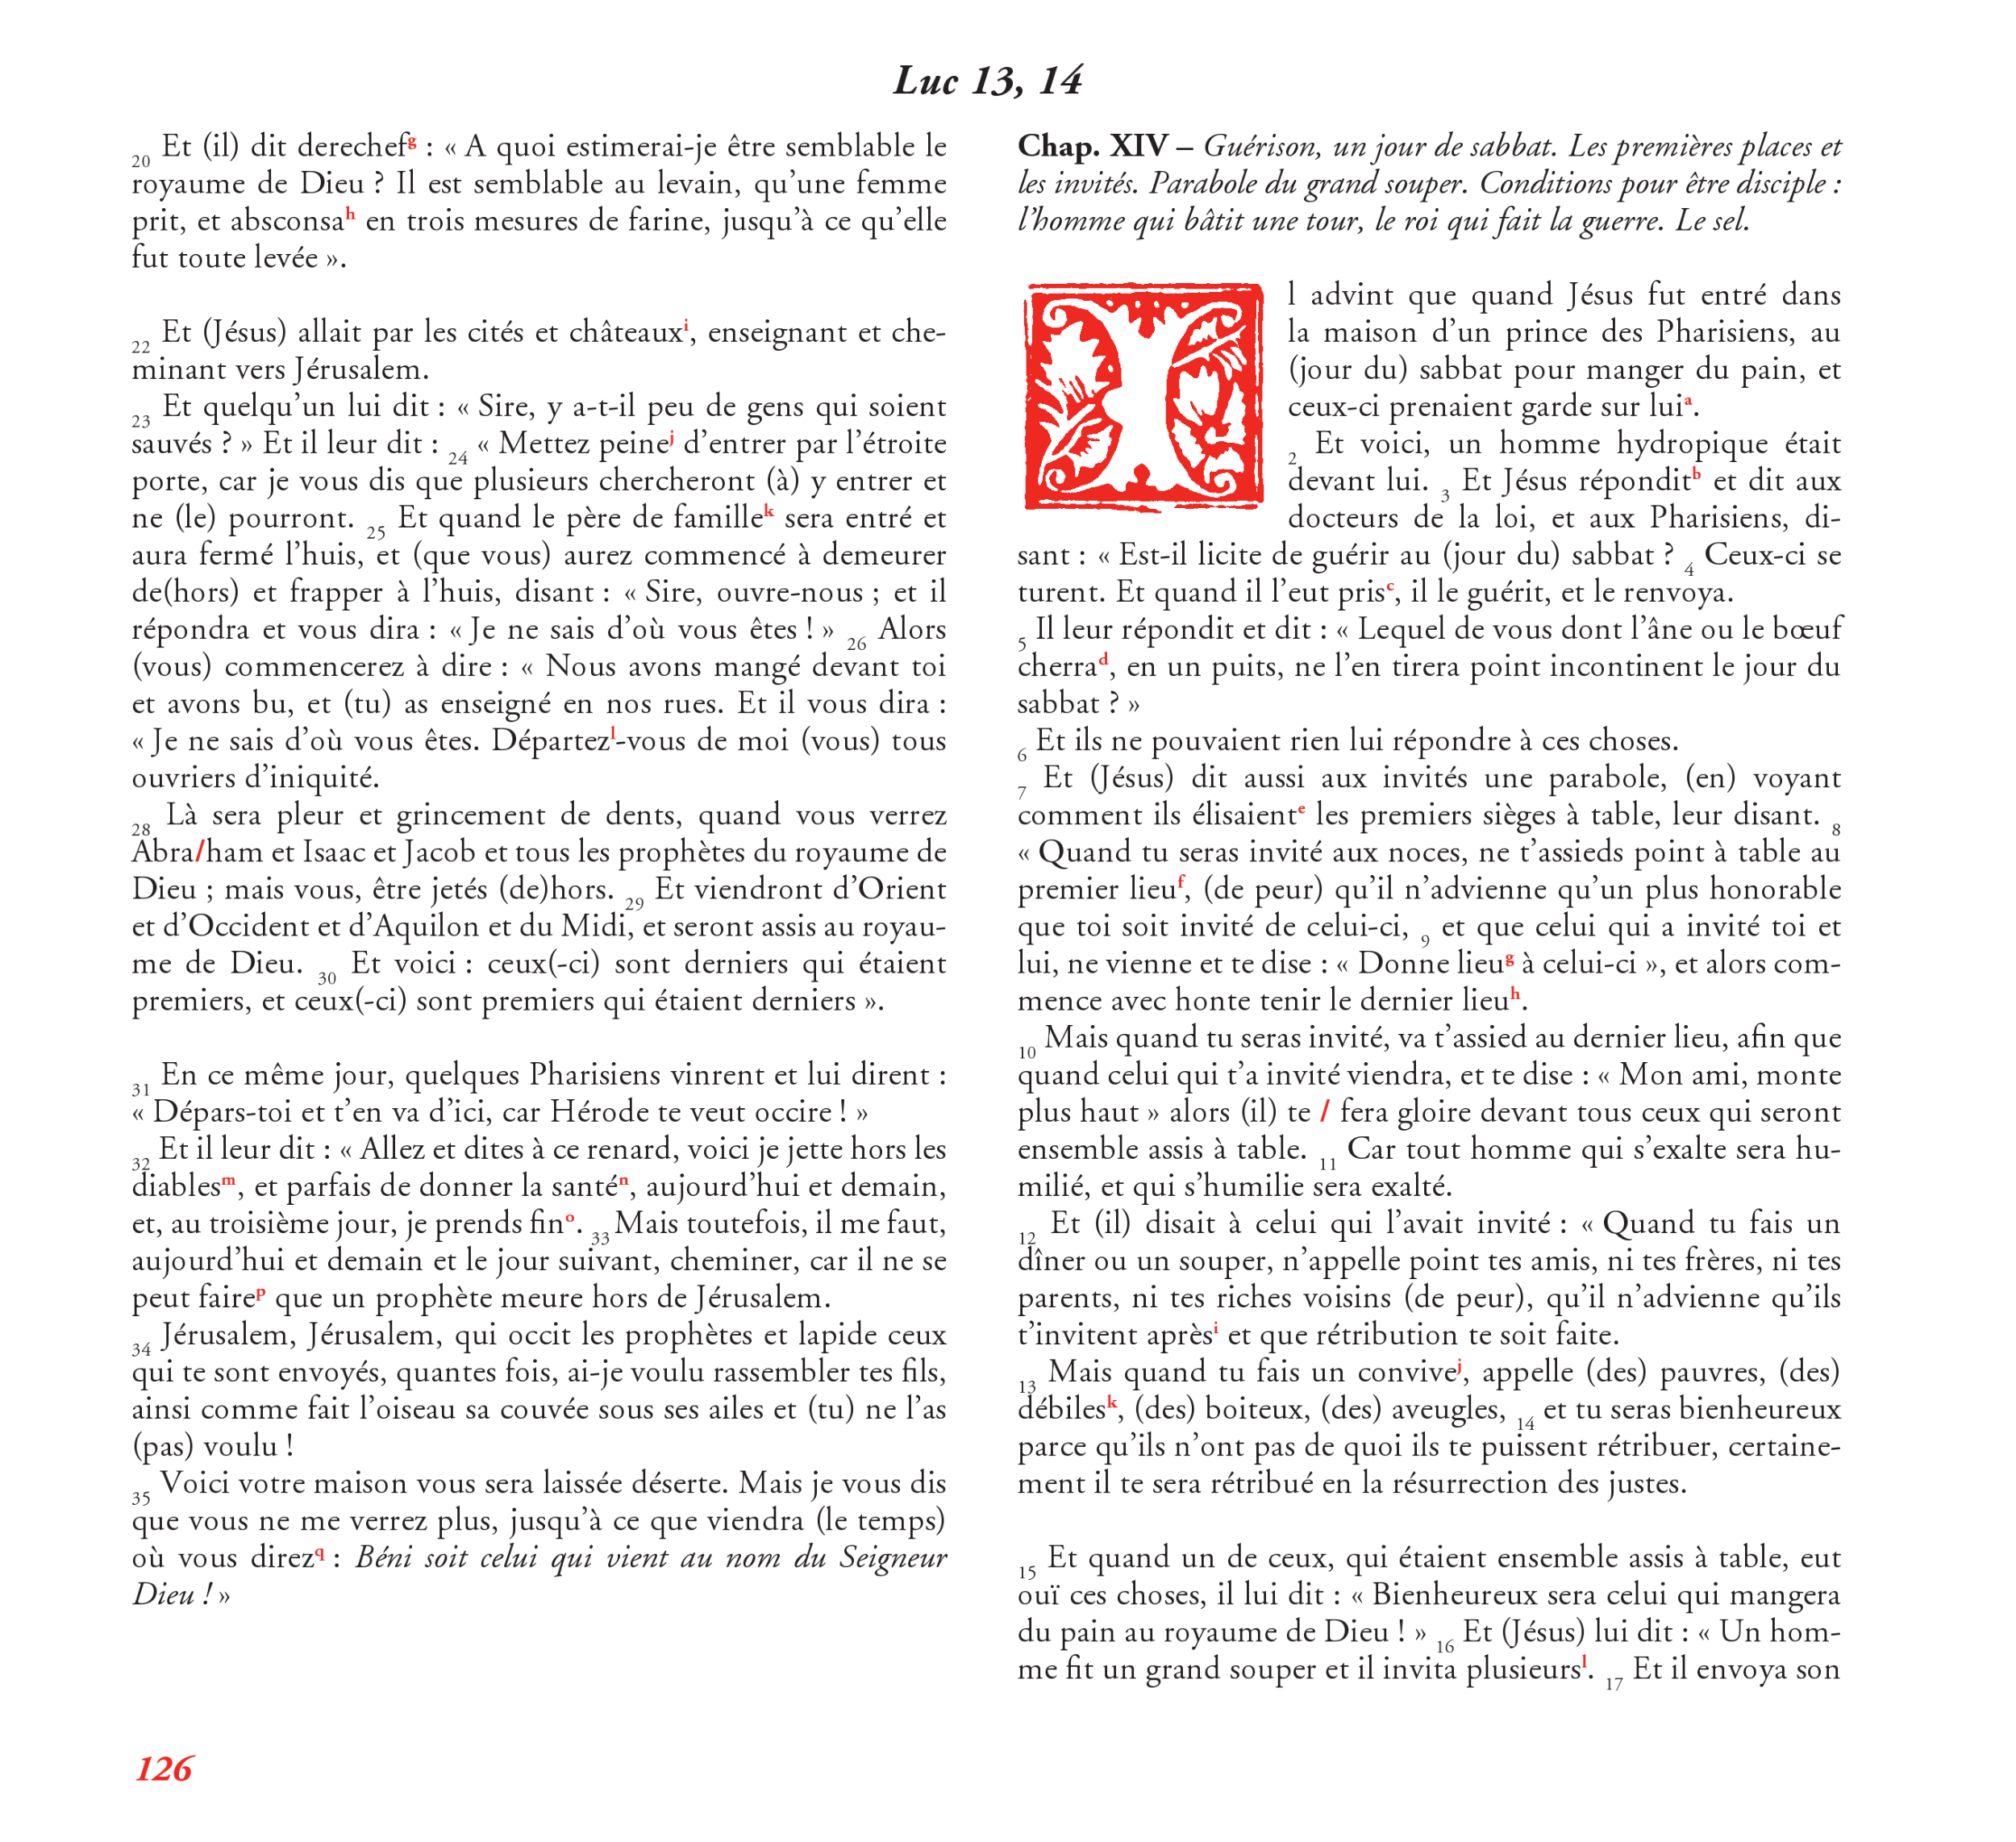 Luc 13, 14
20 Et (il) dit derechefg : « A quoi estimerai-je être semblable le
royaume de Dieu ? Il est semblable au levain, qu’une femme
prit, et absconsah en trois mesures de farine, jusqu’à ce qu’elle
fut toute levée ».
22 Et (Jésus) allait par les cités et châteauxi, enseignant et che-
minant vers Jérusalem.
23 Et quelqu’un lui dit : « Sire, y a-t-il peu de gens qui soient
sauvés ? » Et il leur dit : 24 « Mettez peinej d’entrer par l’étroite
porte, car je vous dis que plusieurs chercheront (à) y entrer et
ne (le) pourront. 25 Et quand le père de famillek sera entré et
aura fermé l’huis, et (que vous) aurez commencé à demeurer
de(hors) et frapper à l’huis, disant : « Sire, ouvre-nous ; et il
répondra et vous dira : « Je ne sais d’où vous êtes ! » 26 Alors
(vous) commencerez à dire : « Nous avons mangé devant toi
et avons bu, et (tu) as enseigné en nos rues. Et il vous dira :
« Je ne sais d’où vous êtes. Départezl-vous de moi (vous) tous
ouvriers d’iniquité.
28 Là sera pleur et grincement de dents, quand vous verrez
Abra/ham et Isaac et Jacob et tous les prophètes du royaume de
Dieu ; mais vous, être jetés (de)hors. 29 Et viendront d’Orient
et d’Occident et d’Aquilon et du Midi, et seront assis au royau-
me de Dieu. 30 Et voici : ceux(-ci) sont derniers qui étaient
premiers, et ceux(-ci) sont premiers qui étaient derniers ».
31 En ce même jour, quelques Pharisiens vinrent et lui dirent :
« Dépars-toi et t’en va d’ici, car Hérode te veut occire ! »
32 Et il leur dit : « Allez et dites à ce renard, voici je jette hors les
diablesm, et parfais de donner la santén, aujourd’hui et demain,
et, au troisième jour, je prends fino. 33 Mais toutefois, il me faut,
aujourd’hui et demain et le jour suivant, cheminer, car il ne se
peut fairep que un prophète meure hors de Jérusalem.
34 Jérusalem, Jérusalem, qui occit les prophètes et lapide ceux
qui te sont envoyés, quantes fois, ai-je voulu rassembler tes fils,
ainsi comme fait l’oiseau sa couvée sous ses ailes et (tu) ne l’as
(pas) voulu !
35 Voici votre maison vous sera laissée déserte. Mais je vous dis
que vous ne me verrez plus, jusqu’à ce que viendra (le temps)
où vous direzq : Béni soit celui qui vient au nom du Seigneur
Dieu ! »
Chap. XIV – Guérison, un jour de sabbat. Les premières places et
les invités. Parabole du grand souper. Conditions pour être disciple :
l’homme qui bâtit une tour, le roi qui fait la guerre. Le sel.
Il advint que quand Jésus fut entré dans
la maison d’un prince des Pharisiens, au
(jour du) sabbat pour manger du pain, et
ceux-ci prenaient garde sur luia.
2 Et voici, un homme hydropique était
devant lui. 3 Et Jésus réponditb et dit aux
docteurs de la loi, et aux Pharisiens, di-
sant : « Est-il licite de guérir au (jour du) sabbat ? 4 Ceux-ci se
turent. Et quand il l’eut prisc, il le guérit, et le renvoya.
5 Il leur répondit et dit : « Lequel de vous dont l’âne ou le bœuf
cherrad, en un puits, ne l’en tirera point incontinent le jour du
sabbat ? »
6 Et ils ne pouvaient rien lui répondre à ces choses.
7 Et (Jésus) dit aussi aux invités une parabole, (en) voyant
comment ils élisaiente les premiers sièges à table, leur disant. 8
« Quand tu seras invité aux noces, ne t’assieds point à table au
premier lieuf, (de peur) qu’il n’advienne qu’un plus honorable
que toi soit invité de celui-ci, 9 et que celui qui a invité toi et
lui, ne vienne et te dise : « Donne lieug à celui-ci », et alors com-
mence avec honte tenir le dernier lieuh.
10 Mais quand tu seras invité, va t’assied au dernier lieu, afin que
quand celui qui t’a invité viendra, et te dise : « Mon ami, monte
plus haut » alors (il) te / fera gloire devant tous ceux qui seront
ensemble assis à table. 11 Car tout homme qui s’exalte sera hu-
milié, et qui s’humilie sera exalté.
12 Et (il) disait à celui qui l’avait invité : « Quand tu fais un
dîner ou un souper, n’appelle point tes amis, ni tes frères, ni tes
parents, ni tes riches voisins (de peur), qu’il n’advienne qu’ils
t’invitent aprèsi et que rétribution te soit faite.
13 Mais quand tu fais un convivej, appelle (des) pauvres, (des)
débilesk, (des) boiteux, (des) aveugles, 14 et tu seras bienheureux
parce qu’ils n’ont pas de quoi ils te puissent rétribuer, certaine-
ment il te sera rétribué en la résurrection des justes.
15 Et quand un de ceux, qui étaient ensemble assis à table, eut
ouï ces choses, il lui dit : « Bienheureux sera celui qui mangera
du pain au royaume de Dieu ! » 16 Et (Jésus) lui dit : « Un hom-
me fit un grand souper et il invita plusieursl. 17 Et il envoya son
126